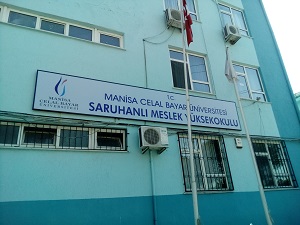 MANİSA
CELAL BAYAR
ÜNİVERSİTESİ
T.C.
MANİSA CELAL BAYAR ÜNİVERSİTESİ
SARUHANLI MESLEK YÜKSEKOKULU